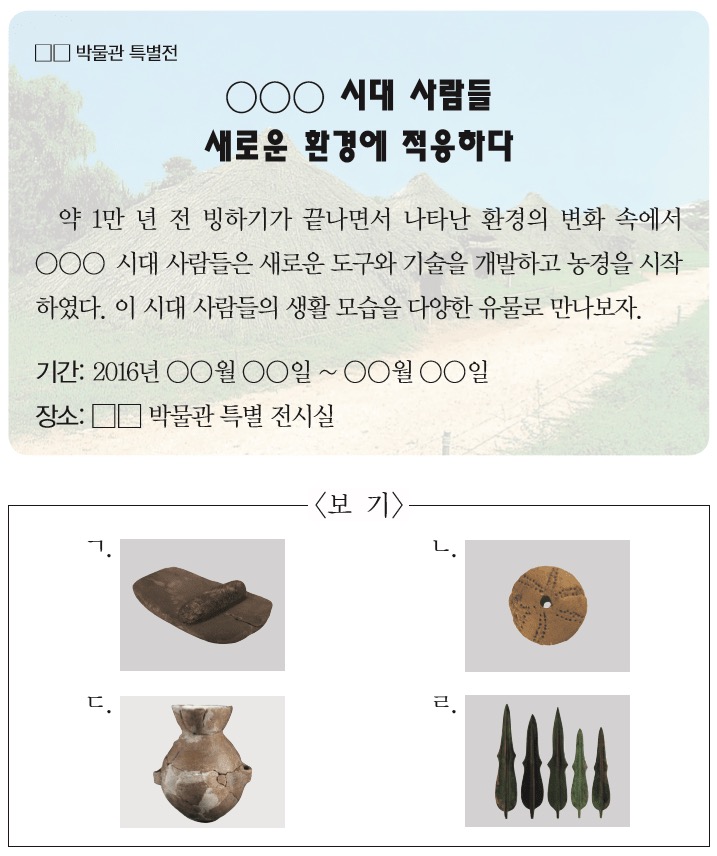 □□ 박물관 특별전
○○○ 시대 사람들
새로운 환경에 적응하다
약 1만 년 전 빙하기가 끝나면서 나타난 환경의 변화 속에서
○○○ 시대 사람들은 새로운 도구와 기술을 개발하고 농경을 시작
하였다. 이 시대 사람들의 생활 모습을 다양한 유물로 만나보자.
기간: 2016년 ○○월 ○○일 ~ ○○월 ○○일
장소: □□ 박물관 특별 전시실
〈보 기〉
ㄱ. ㄴ.
ㄷ. ㄹ.